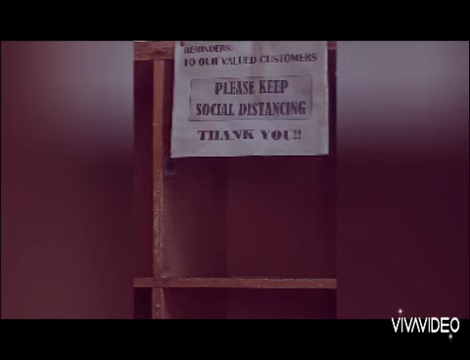 REMINDERS:
TO OUR VALUED CUSTOMERS
PLEASE KEEP
SOCIAL DISTANCING
THANK YOU!!
VIVAVIDEO